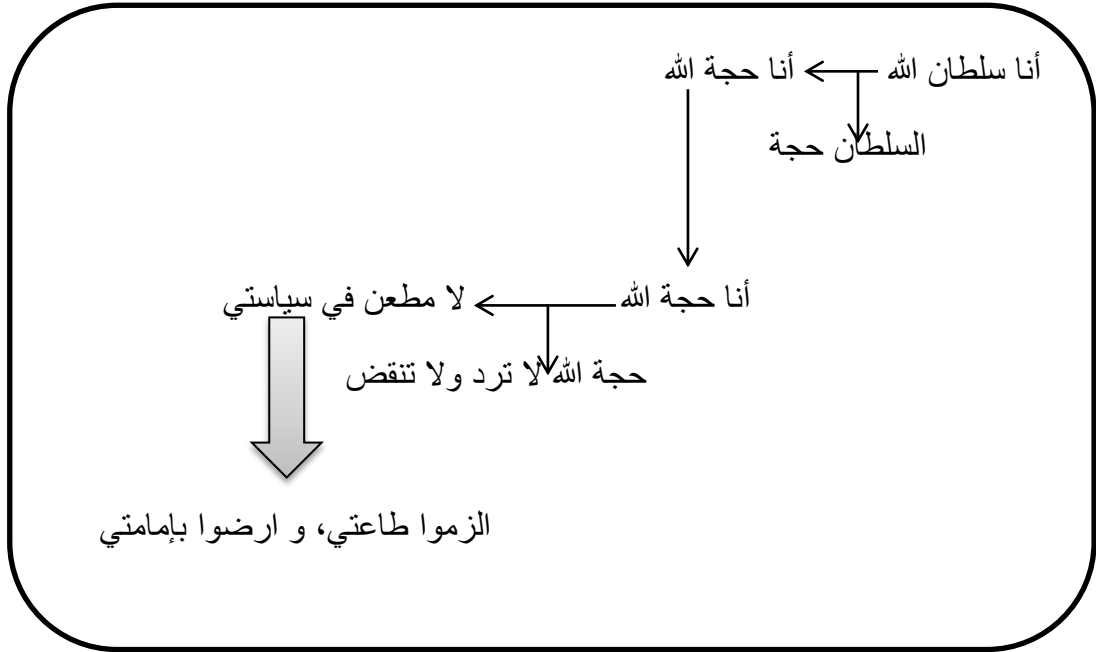 أنا سلطان الله أنا حجة الله
السلطان حجة
أنا حجة الله لا مطعن في سياستي
حجة الله لا ترد ولا تنقض
الزموا طاعتي، و ارضوا بإمامتي